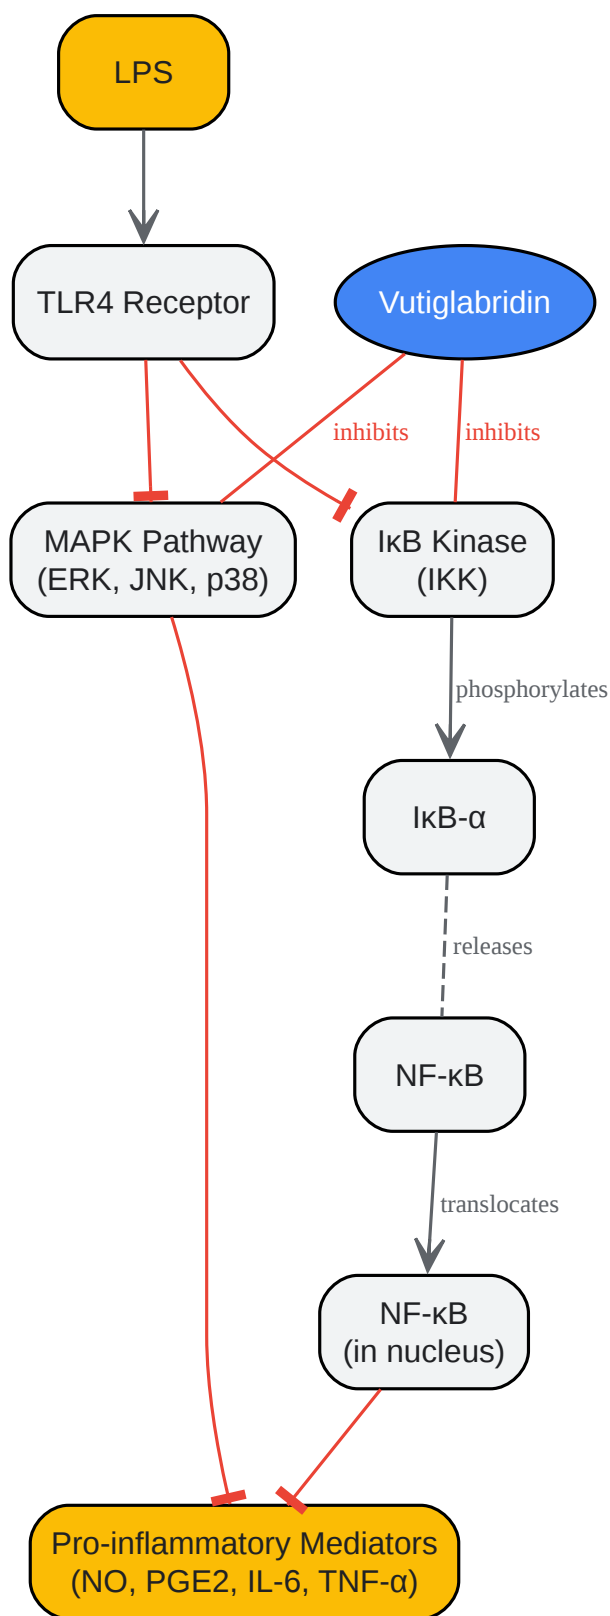 LPS
TLR4 Receptor
Vutiglabridin
inhibits
inhibits
MAPK Pathway
(ERK, JNK, p38)
IκB Kinase
(IKK)
phosphorylates
IκB-α
releases
NF-κB
translocates
NF-κB
(in nucleus)
Pro-inflammatory Mediators
(NO, PGE2, IL-6, TNF-α)